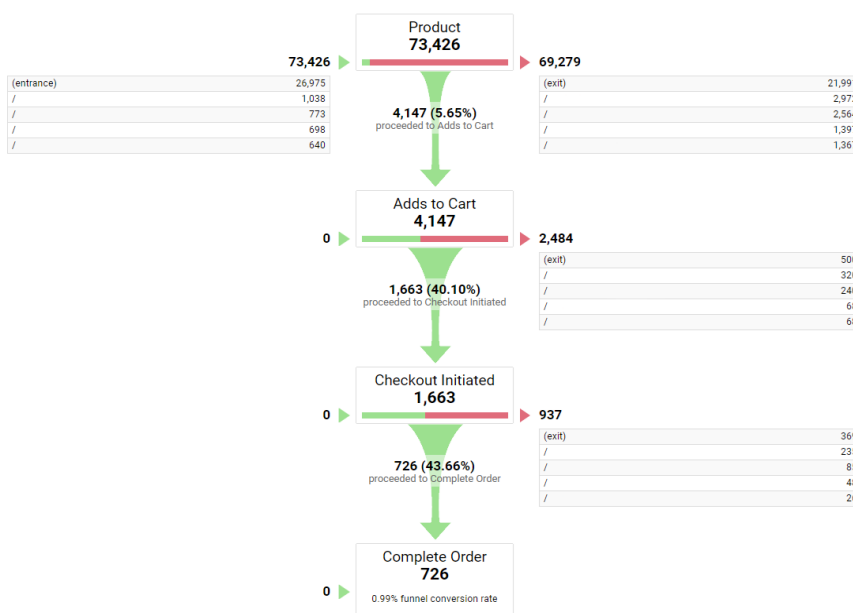 Product
73,426
73,426
69,279
(entrance) 26,975
/ 1,038
/ 773
/ 698
/ 640
(exit)
/
/
/
/
4,147 (5.65%)
proceeded to Adds to Cart
Adds to Cart
4,147
0
2,484
(exit)
/
/
/
/
1,663 (40.10%)
proceeded to Checkout Initiated
Checkout Initiated
1,663
0
937
(exit)
/
/
/
/
726 (43.66%)
proceeded to Complete Order
Complete Order
726
0
0.99% funnel conversion rate